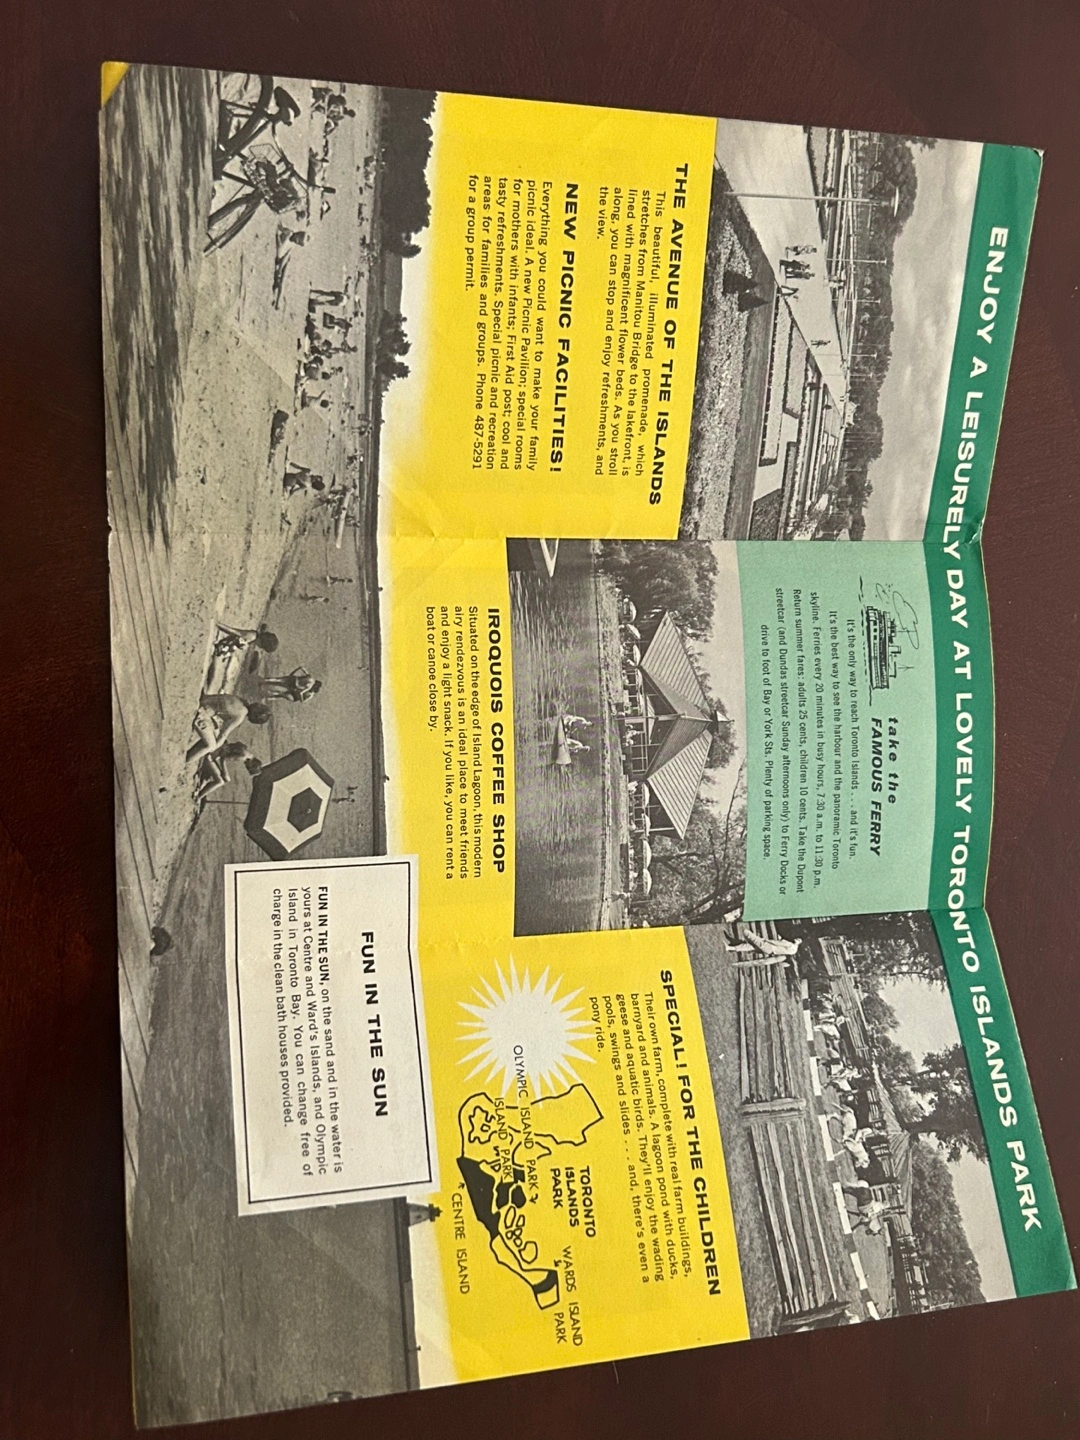 ENJOY A LEISURELY DAY AT LOVELY TORONTO ISLANDS PARK
THE AVENUE OF THE ISLANDS
This beautiful, illuminated promenade, which
stretches from Manitou Bridge to the lakefront, is
lined with magnificent flower beds. As you stroll
along, you can stop and enjoy refreshments, and
the view.
NEW PICNIC FACILITIES!
Everything you could want to make your family
picnic ideal. A new Picnic Pavilion; special rooms
for mothers with infants; First Aid post; cool and
tasty refreshments. Special picnic and recreation
areas for families and groups. Phone 487-5291
for a group permit.
take the
FAMOUS FERRY
It's the only way to reach Toronto Islands . . . and it's fun.
It's the best way to see the harbour and the panoramic Toronto
skyline. Ferries every 20 minutes in busy hours, 7:30 a.m. to 11:30 p.m.
Return summer fares: adults 25 cents, children 10 cents. Take the Dupont
streetcar (and Dundas streetcar Sunday afternoons only) to Ferry Docks or
drive to foot of Bay or York Sts. Plenty of parking space.
IROQUOIS COFFEE SHOP
Situated on the edge of Island Lagoon, this modern
airy rendezvous is an ideal place to meet friends
and enjoy a light snack. If you like, you can rent a
boat or canoe close by.
SPECIAL! FOR THE CHILDREN
Their own farm, complete with real farm buildings,
barnyard and animals. A lagoon pond with ducks,
geese and aquatic birds. They'll enjoy the wading
pools, swings and slides . . . and, there's even a
pony ride.
TORONTO
ISLANDS
PARK
WARDS ISLAND
PARK
OLYMPIC ISLAND PARK
ISLAND PARK
CENTRE ISLAND
FUN IN THE SUN
FUN IN THE SUN, on the sand and in the water is
yours at Centre and Ward's Islands, and Olympic
Island in Toronto Bay. You can change free of
charge in the clean bath houses provided.